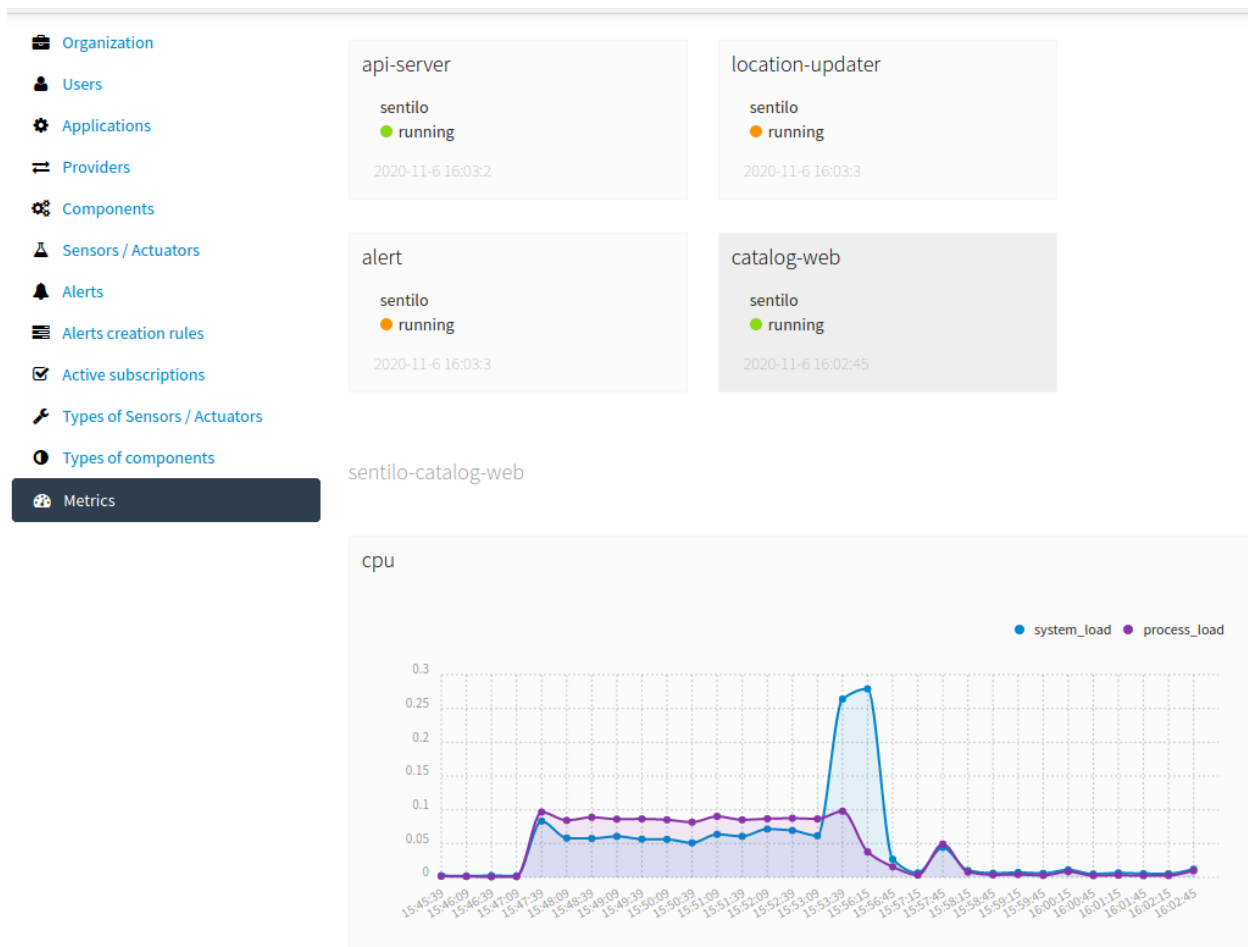 Organization
Users
Applications
Providers
Components
Sensors / Actuators
Alerts
Alerts creation rules
Active subscriptions
Types of Sensors / Actuators
Types of components
Metrics
api-server
sentilo
running
2020-11-6 16:03:2
location-updater
sentilo
running
2020-11-6 16:03:3
alert
sentilo
running
2020-11-6 16:03:3
catalog-web
sentilo
running
2020-11-6 16:02:45
sentilo-catalog-web
cpu
system_load process_load
0.3
0.25
0.2
0.15
0.1
0.05
0
15:45:39 15:46:09 15:46:39 15:47:09 15:47:39 15:48:09 15:48:39 15:49:09 15:49:39 15:50:09 15:50:39 15:51:09 15:51:39 15:52:09 15:52:39 15:53:09 15:53:39 15:56:15 15:56:45 15:57:15 15:57:45 15:58:15 15:58:45 15:59:15 15:59:45 16:00:15 16:00:45 16:01:15 16:01:45 16:02:15 16:02:45